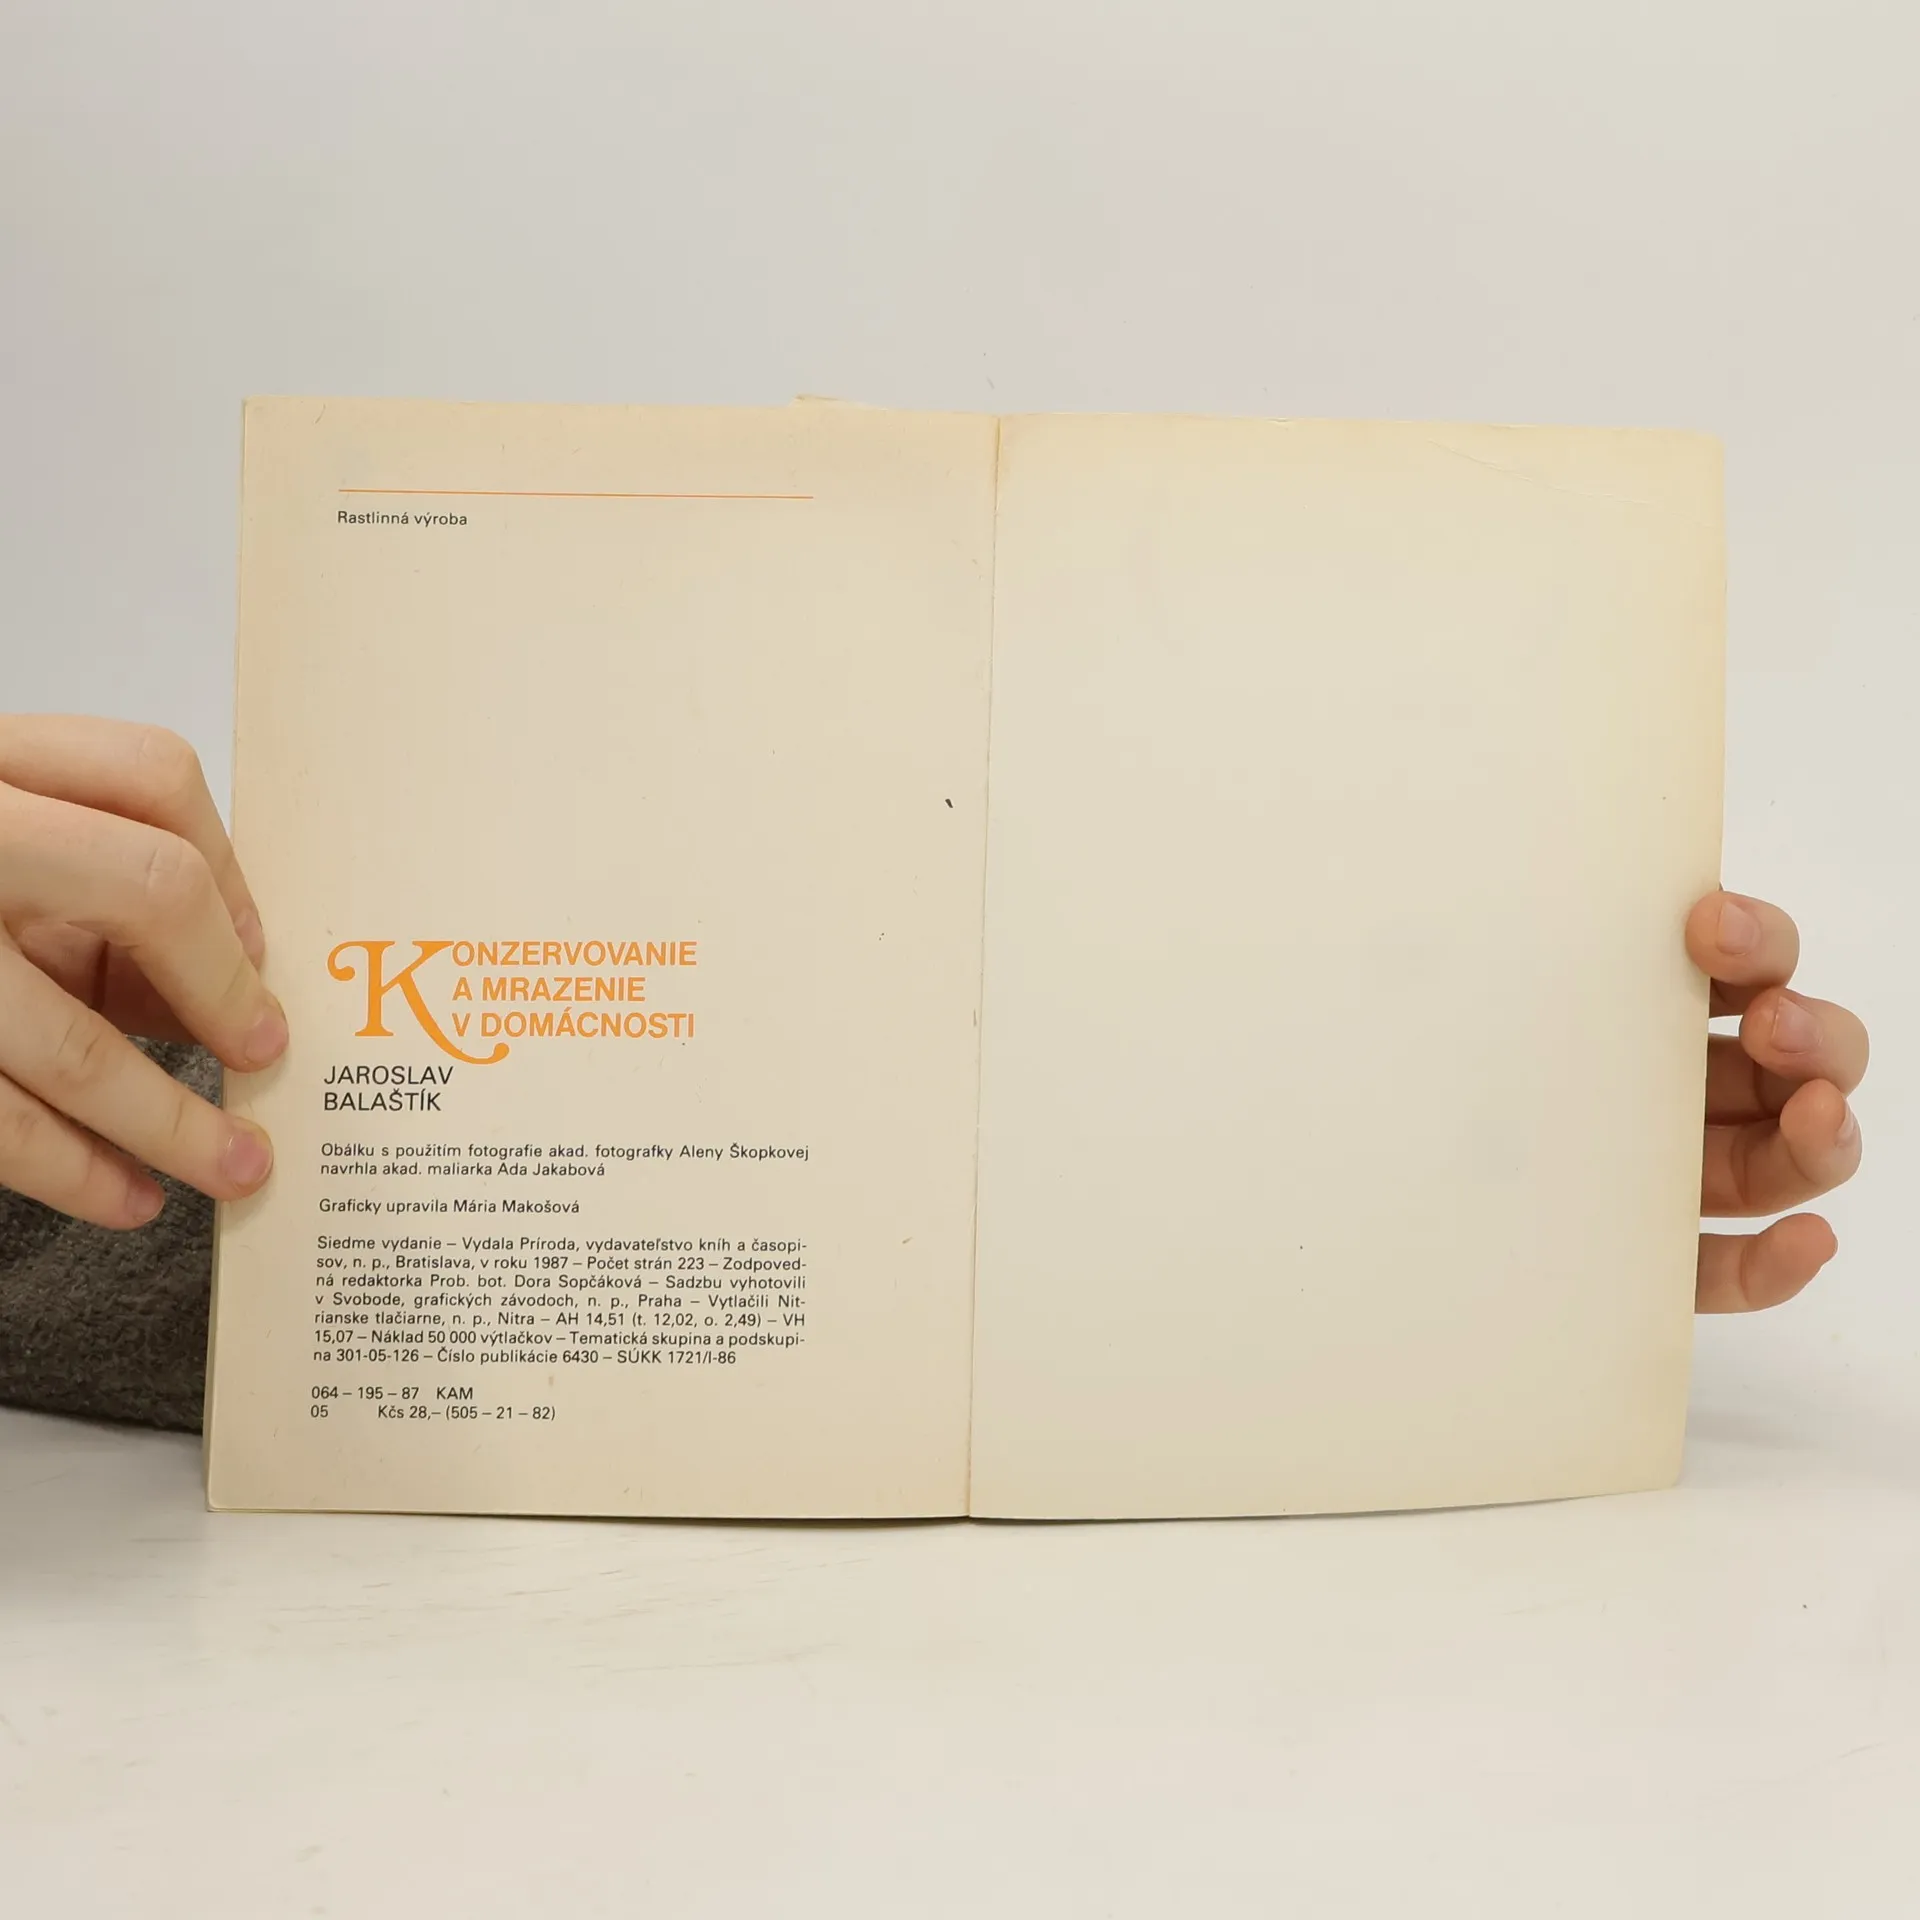 Rastlinná výroba
KONZERVOVANIE
A MRAZENIE
V DOMÁCNOSTI
JAROSLAV
BALAŠTÍK
Obálku s použitím fotografie akad. fotografky Aleny Škopkovej
navrhla akad. maliarka Ada Jakabová
Graficky upravila Mária Makošová
Siedme vydanie – Vydala Príroda, vydavateľstvo kníh a časopi-
sov, n. p., Bratislava, v roku 1987 – Počet strán 223 – Zodpoved-
ná redaktorka Prob. bot. Dora Sopčáková – Sadzbu vyhotovili
v Svobode, grafických závodoch, n. p., Praha – Vytlačili Nit-
rianske tlačiarne, n. p., Nitra – AH 14,51 (t. 12,02, o. 2,49) – VH
15,07 – Náklad 50 000 výtlačkov – Tematická skupina a podskupi-
na 301-05-126 – Číslo publikácie 6430 – SÚKK 1721/I-86
064 – 195 – 87 KAM
05 Kčs 28,– (505 – 21 – 82)